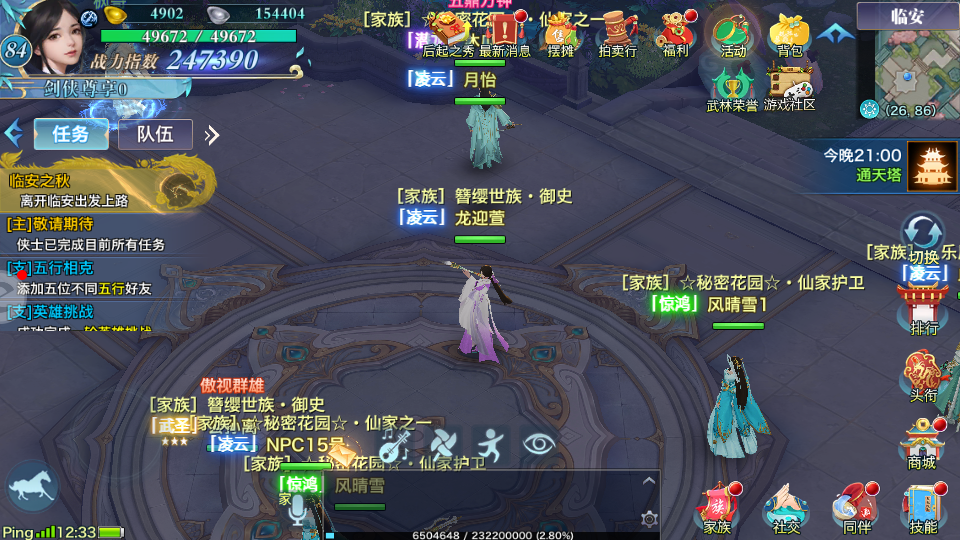 84
4902
154404
49672 / 49672
战力指数 247390
剑侠尊享0
任务
队伍
临安之秋
离开临安出发上路
[主]敬请期待
侠士已完成目前所有任务
[支]五行相克
添加五位不同五行好友
[支]英雄挑战
后起之秀
最新消息
摆摊
拍卖行
福利
活动
背包
武林荣誉
游戏社区
临安
(26, 86)
今晚21:00
通天塔
「凌云」 月怡
[家族] 簪缨世族·御史
「凌云」 龙迎萱
[家族] ☆秘密花园☆·仙家护卫
「惊鸿」 风晴雪1
切换
排行
头衔
商城
傲视群雄
[家族] 簪缨世族·御史
「武圣」
[家族] ☆秘密花园☆·仙家之一
「凌云」 NPC15号
[家族] ☆秘密花园☆·仙家护卫
「惊鸿」 风晴雪
家族
社交
同伴
技能
Ping
12:33
6504648 / 232200000 (2.80%)